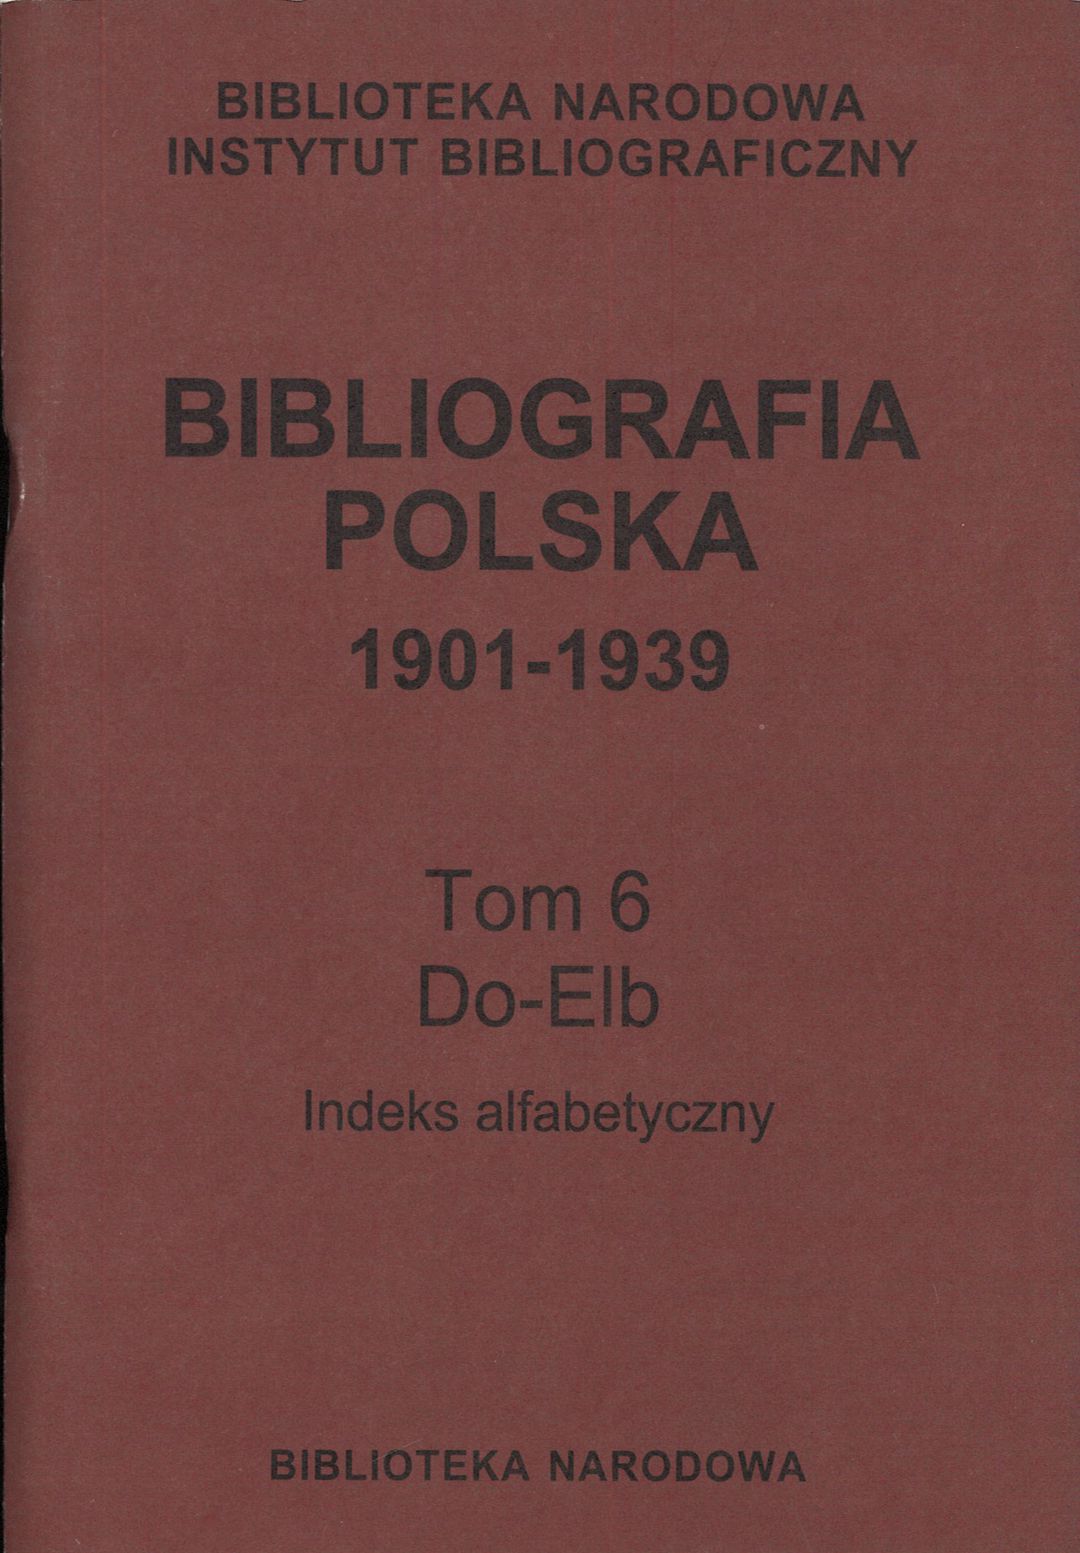 BIBLIOTEKA NARODOWA
INSTYTUT BIBLIOGRAFICZNY
BIBLIOGRAFIA
POLSKA
1901-1939
Tom 6
Do-Elb
Indeks alfabetyczny
BIBLIOTEKA NARODOWA